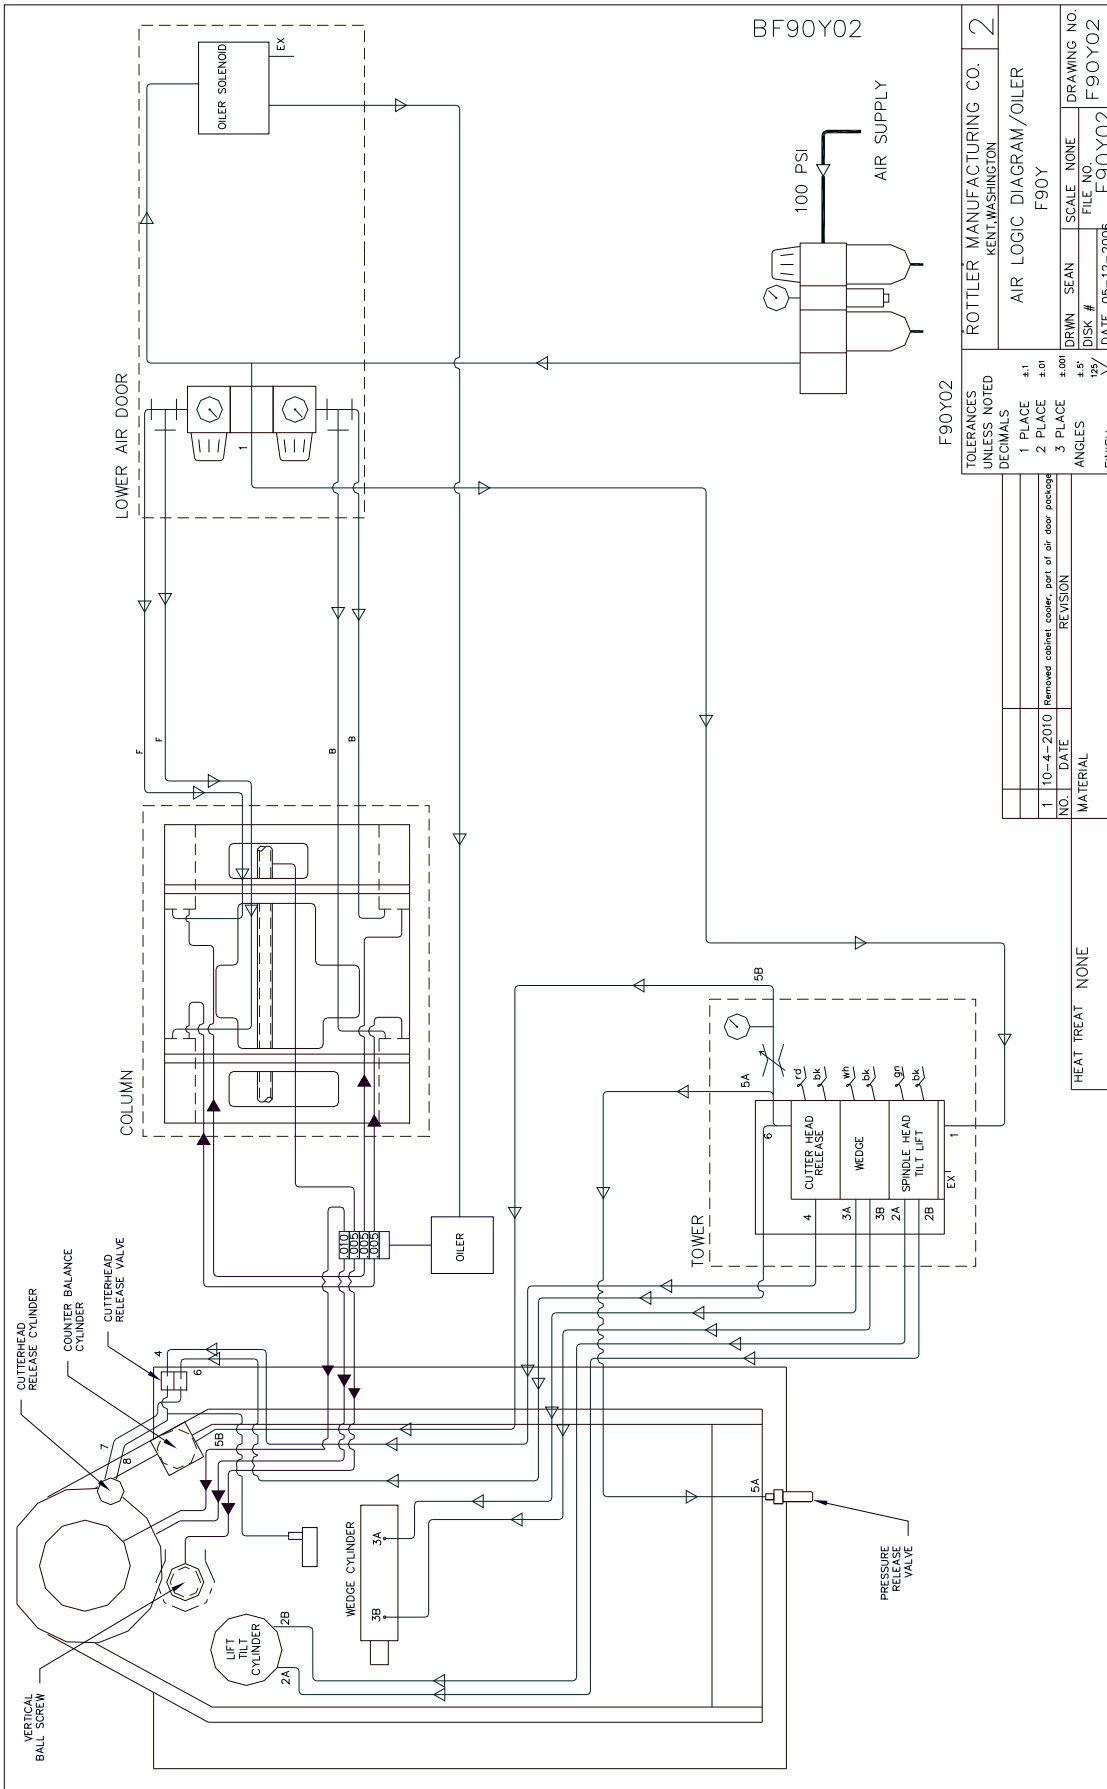 BF90Y02
LOWER AIR DOOR
OILER SOLENOID
EX
1
F
F
B
B
100 PSI
AIR SUPPLY
COLUMN
OILER
.010
.005
.005
.005
TOWER
5B
5A
6
rd
bk
wh
bk
gn
bk
CUTTER HEAD
RELEASE
WEDGE
SPINDLE HEAD
TILT LIFT
EX
1
4
3A
3B
2A
2B
CUTTERHEAD
RELEASE CYLINDER
COUNTER BALANCE
CYLINDER
CUTTERHEAD
RELEASE VALVE
4
6
7
8
5B
VERTICAL
BALL SCREW
LIFT
TILT
CYLINDER
2A
2B
WEDGE CYLINDER
3A
3B
5A
PRESSURE
RELEASE
VALVE
F90Y02
TOLERANCES
UNLESS NOTED
DECIMALS
1 PLACE ±.1
2 PLACE ±.01
3 PLACE ±.001
ANGLES ±.5°
125
ROTTLER MANUFACTURING CO.
KENT,WASHINGTON
2
AIR LOGIC DIAGRAM/OILER
F90Y
DRWN SEAN
SCALE NONE
DRAWING NO.
F90Y02
DISK #
FILE NO.
F90Y02
DATE 05-12-2006
1 10-4-2010 Removed cabinet cooler, part of air door package
NO. DATE REVISION
MATERIAL
HEAT TREAT NONE